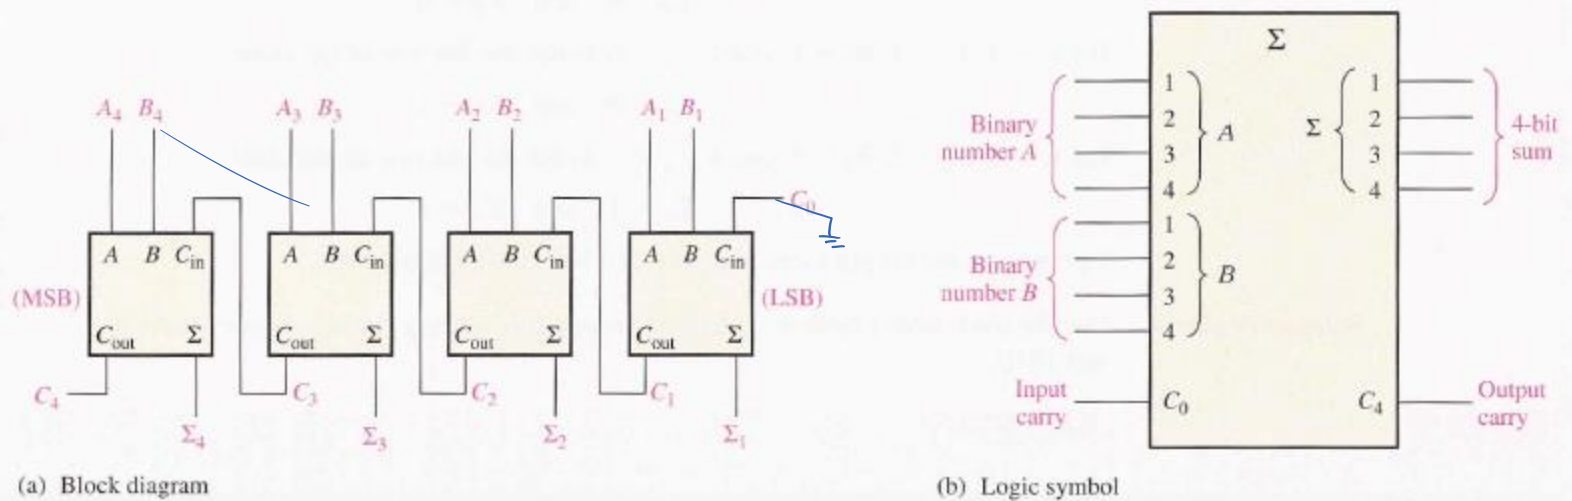 A₄ B₄ A₃ B₃ A₂ B₂ A₁ B₁
C₀
A B Cin A B Cin A B Cin A B Cin
(MSB) (LSB)
Cout Σ Cout Σ Cout Σ Cout Σ
C₄ C₃ C₂ C₁
Σ₄ Σ₃ Σ₂ Σ₁
(a) Block diagram
Σ
Binary number A
1
2
3
4
A
Σ
1
2
3
4
4-bit sum
Binary number B
1
2
3
4
B
Input carry
C₀
C₄
Output carry
(b) Logic symbol